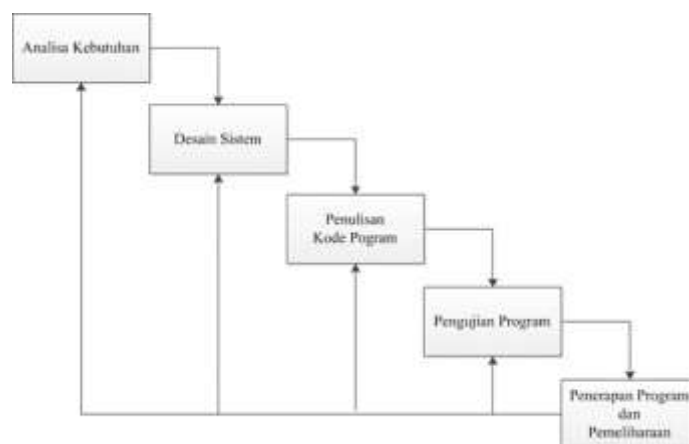 Analisa Kebutuhan
Desain Sistem
Penulisan
Kode Pogram
Pengujian Program
Penerapan Program
dan
Pemeliharaan